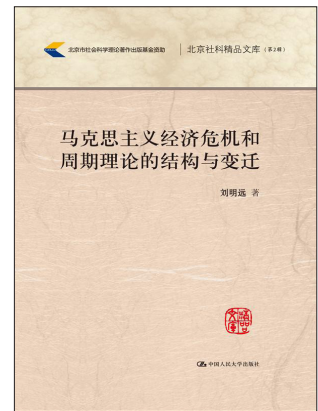 北京市社会科学理论著作出版基金资助 | 北京社科精品文库（第2辑）
马克思主义经济危机和
周期理论的结构与变迁
刘明远 著
中国人民大学出版社